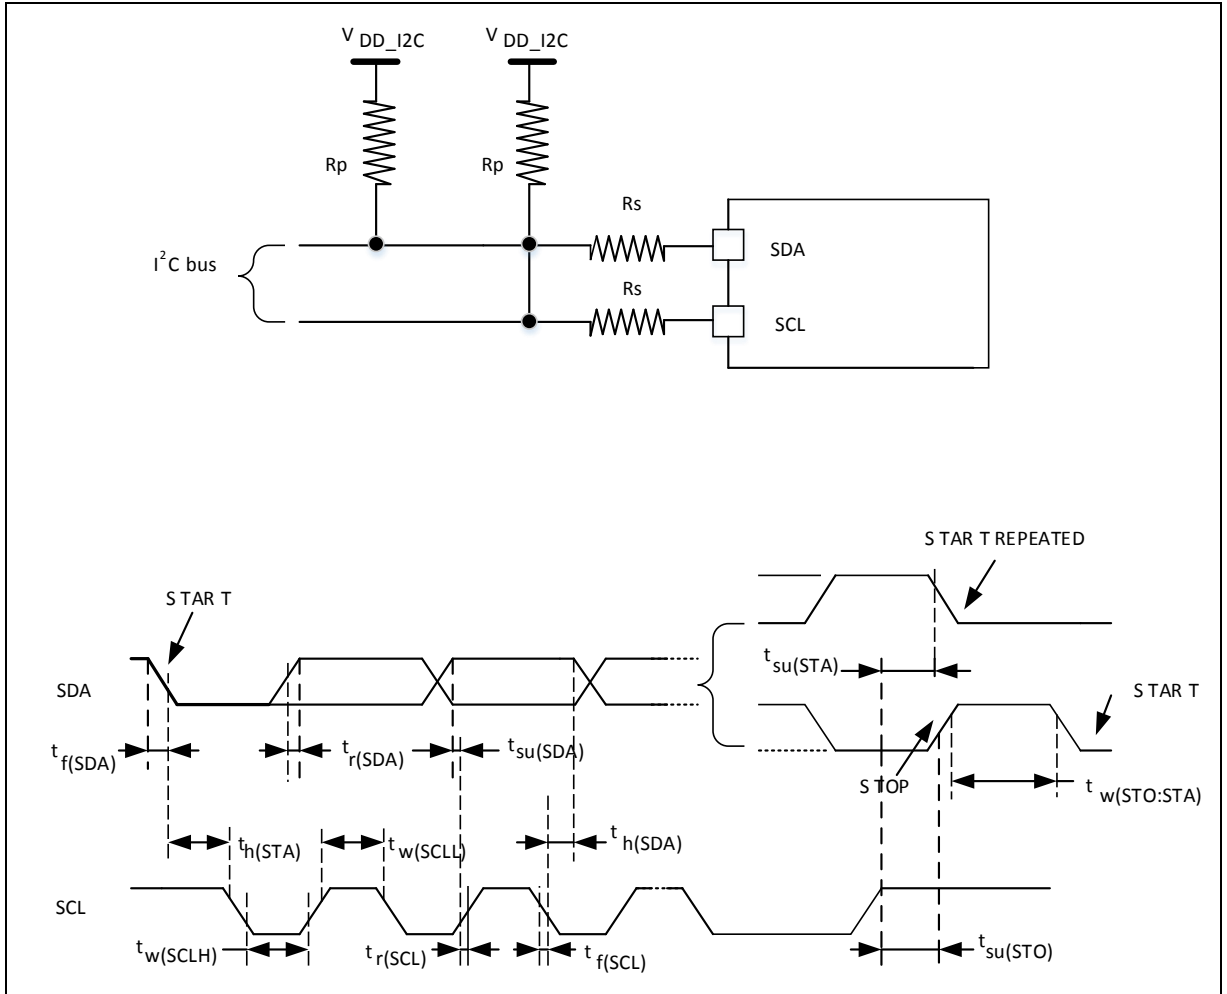 V DD_I2C V DD_I2C
Rp Rp
Rs
I²C bus
SDA
Rs
SCL
S TAR T REPEATED
S TAR T
t su(STA)
SDA
S TAR T
t f(SDA) t r(SDA) t su(SDA)
S TOP
t w(STO:STA)
t h(STA) t w(SCLL) t h(SDA)
SCL
t w(SCLH) t r(SCL) t f(SCL) t su(STO)